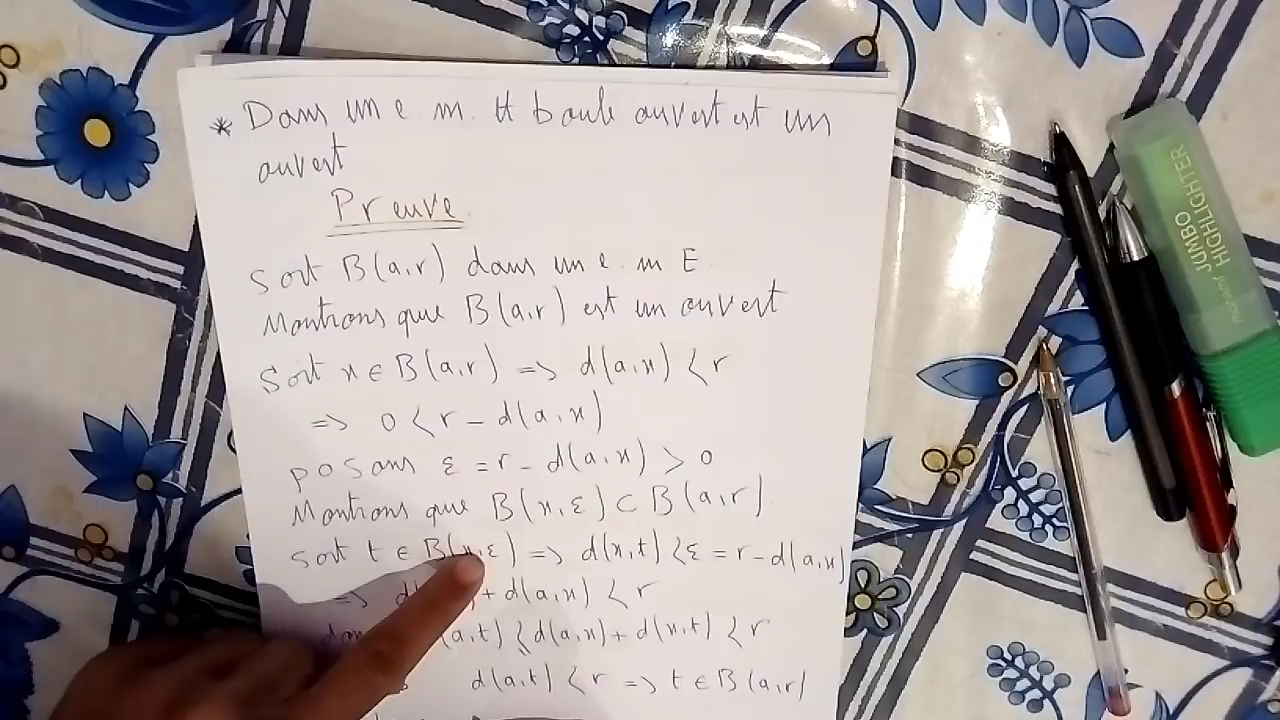 * Dans un e. m. tt boule ouvert est un
ouvert
Preuve
Soit B(a,r) dans un e. m E
Montrons que B(a,r) est un ouvert
Soit x ∈ B(a,r) => d(a,x) < r
=> 0 < r - d(a,x)
posons ε = r - d(a,x) > 0
Montrons que B(x,ε) ⊂ B(a,r)
Soit t ∈ B(x,ε) => d(x,t) < ε = r - d(a,x)
=> + d(a,x) < r
(a,t) ≤ d(a,x) + d(x,t) < r
d(a,t) < r => t ∈ B(a,r)
JUMBO
HIGHLIGHTER